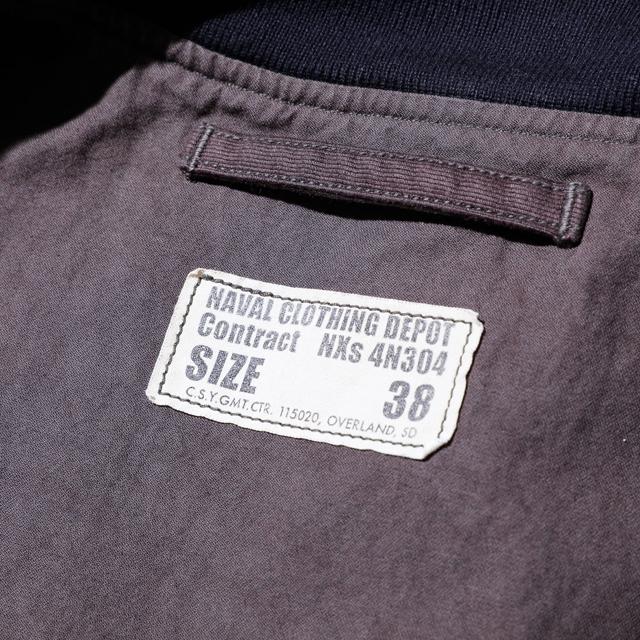 NAVAL CLOTHING DEPOT
Contract NXs 4N304
SIZE 38
C.S.Y.GMT.CTR. 115020, OVERLAND, SD